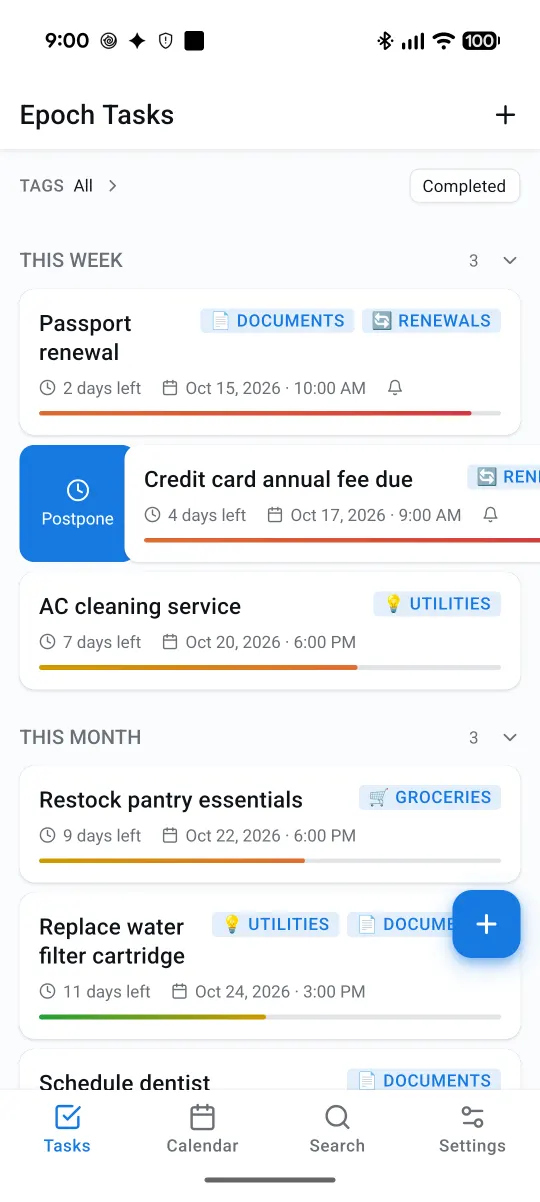 9:00
100
Epoch Tasks
TAGS All
Completed
THIS WEEK 3
Passport renewal
📄 DOCUMENTS 🔄 RENEWALS
2 days left Oct 15, 2026 · 10:00 AM
Postpone
Credit card annual fee due
🔄 REN
4 days left Oct 17, 2026 · 9:00 AM
AC cleaning service
💡 UTILITIES
7 days left Oct 20, 2026 · 6:00 PM
THIS MONTH 3
Restock pantry essentials
🛒 GROCERIES
9 days left Oct 22, 2026 · 6:00 PM
Replace water filter cartridge
💡 UTILITIES 📄 DOCUME
11 days left Oct 24, 2026 · 3:00 PM
Schedule dentist
📄 DOCUMENTS
Tasks Calendar Search Settings